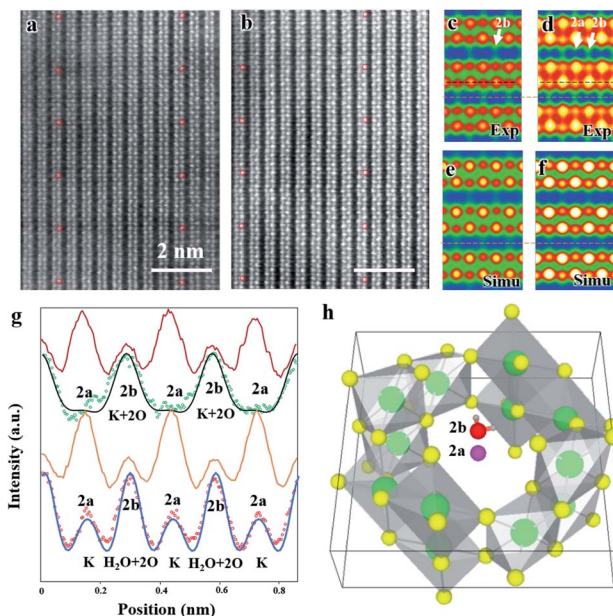 a
b
c
2b
d
2a 2b
Exp
Exp
2 nm
e
f
Simu
Simu
g
h
Intensity (a.u.)
2a 2b 2a 2b 2a
K+2O K+2O
2a 2b 2a 2b 2a
K H₂O+2O K H₂O+2O K
0 0.2 0.4 0.6 0.8
Position (nm)
2b
2a